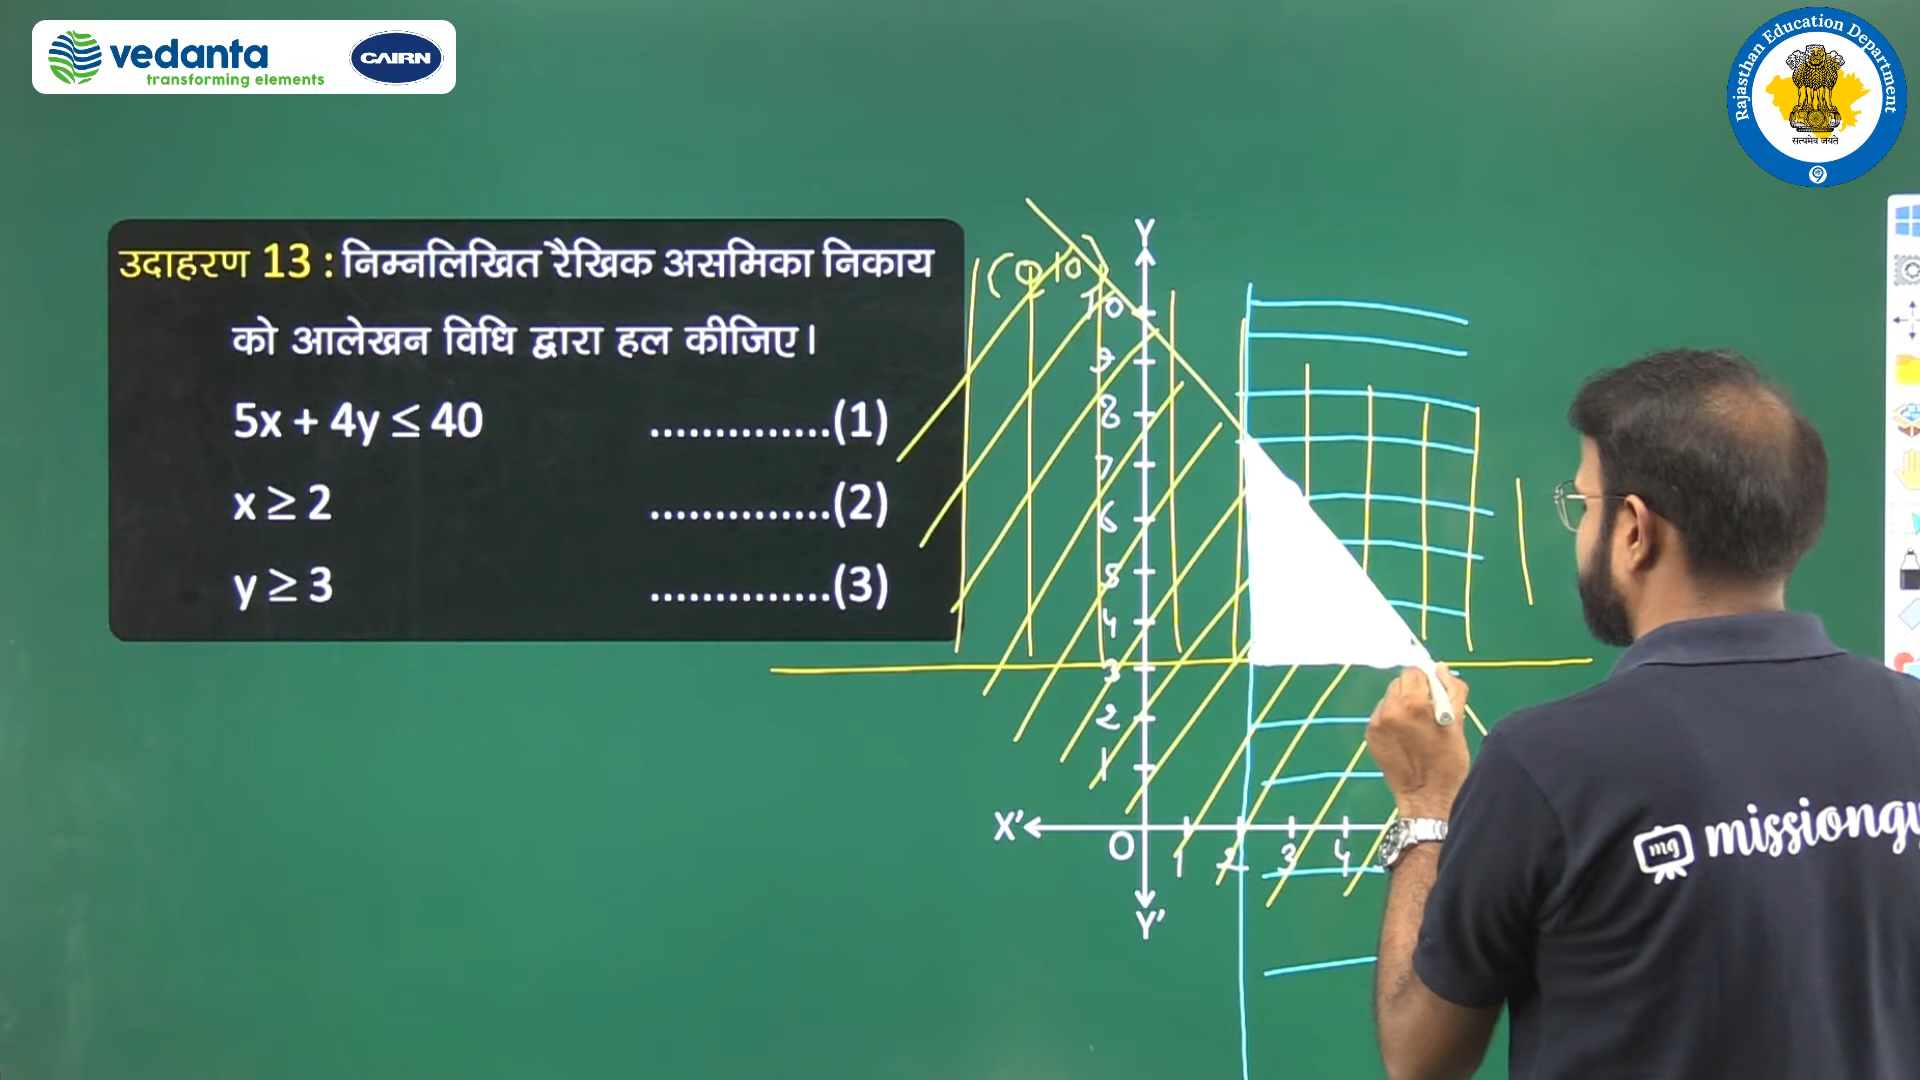 vedanta
transforming elements
CAIRN
Rajasthan Education Department
सत्यमेव जयते
उदाहरण 13 : निम्नलिखित रैखिक असमिका निकाय
को आलेखन विधि द्वारा हल कीजिए।
5x + 4y ≤ 40 ..............(1)
x ≥ 2 ..............(2)
y ≥ 3 ..............(3)
Y
(0, 10)
10
9
8
7
6
5
4
3
2
1
X' O 1 2 3 4
Y'
mg